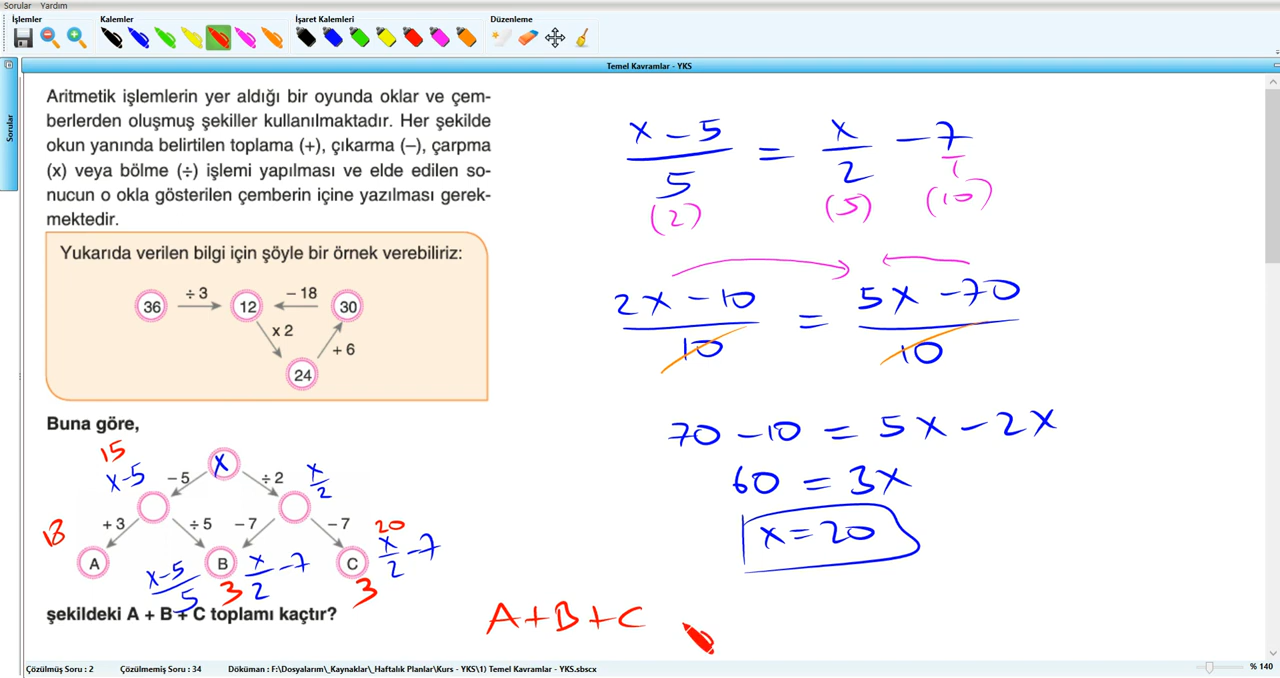 Sorular Yardım
İşlemler Kalemler İşaret Kalemleri Düzenleme
Temel Kavramlar - YKS
Sorular
Aritmetik işlemlerin yer aldığı bir oyunda oklar ve çem-
berlerden oluşmuş şekiller kullanılmaktadır. Her şekilde
okun yanında belirtilen toplama (+), çıkarma (–), çarpma
(x) veya bölme (÷) işlemi yapılması ve elde edilen so-
nucun o okla gösterilen çemberin içine yazılması gerek-
mektedir.
Yukarıda verilen bilgi için şöyle bir örnek verebiliriz:
÷ 3 – 18
36 12 30
x 2 + 6
24
Buna göre,
15
x-5 – 5 x ÷ 2 x/2
18 + 3 ÷ 5 – 7 – 7 20
A x-5/5 B x/2 -7 C x/2 -7
3 3
şekildeki A + B + C toplamı kaçtır?
x - 5 / 5 = x/2 - 7/1
(2) (5) (10)
2x - 10 / 10 = 5x - 70 / 10
70 - 10 = 5x - 2x
60 = 3x
x = 20
A + B + C
Çözülmüş Soru : 2 Çözülmemiş Soru : 34 Döküman : F:\Dosyalarım\_Kaynaklar\_Haftalık Planlar\Kurs - YKS\1) Temel Kavramlar - YKS.sbscx % 140